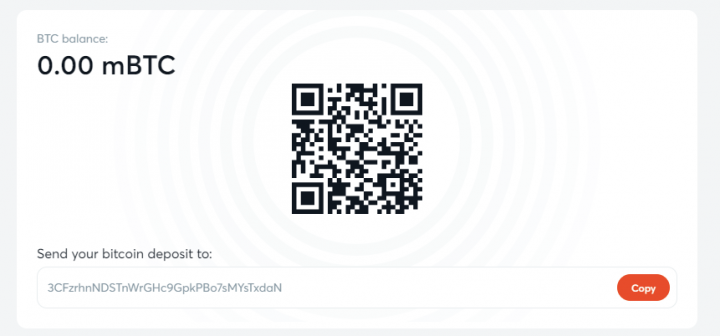 BTC balance:
0.00 mBTC
Send your bitcoin deposit to:
3CFzrhnNDSTnWrGHc9GpkPBo7sMYsTxdaN
Copy